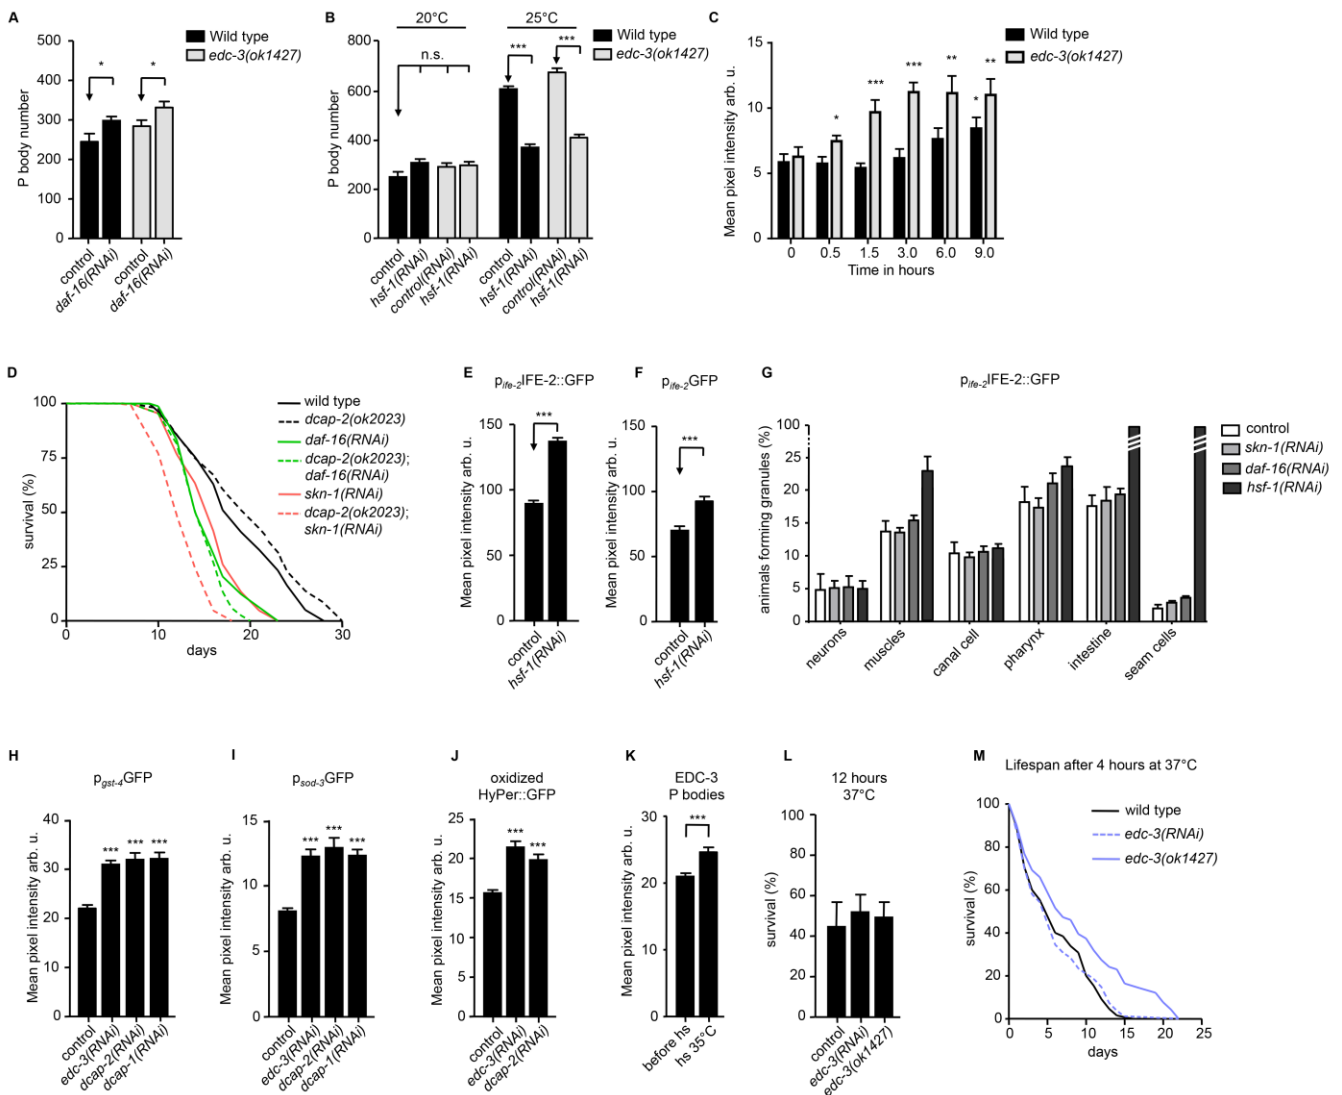 A
Wild type
edc-3(ok1427)
P body number
500
400
300
200
100
0
*
*
control
daf-16(RNAi)
control
daf-16(RNAi)
B
20°C
25°C
Wild type
edc-3(ok1427)
P body number
800
600
400
200
0
n.s.
***
***
control
hsf-1(RNAi)
control(RNAi)
hsf-1(RNAi)
control
hsf-1(RNAi)
control(RNAi)
hsf-1(RNAi)
C
Wild type
edc-3(ok1427)
Mean pixel intensity arb. u.
15
10
5
0
*
***
***
**
*
**
0
0.5
1.5
3.0
6.0
9.0
Time in hours
D
survival (%)
100
75
50
25
0
0
10
20
30
days
wild type
dcap-2(ok2023)
daf-16(RNAi)
dcap-2(ok2023);
daf-16(RNAi)
skn-1(RNAi)
dcap-2(ok2023);
skn-1(RNAi)
E
pife-2IFE-2::GFP
Mean pixel intensity arb. u.
150
100
50
0
***
control
hsf-1(RNAi)
F
pife-2GFP
Mean pixel intensity arb. u.
150
100
50
0
***
control
hsf-1(RNAi)
G
pife-2IFE-2::GFP
animals forming granules (%)
100
25
20
15
10
5
0
control
skn-1(RNAi)
daf-16(RNAi)
hsf-1(RNAi)
neurons
muscles
canal cell
pharynx
intestine
seam cells
H
pgst-4GFP
Mean pixel intensity arb. u.
40
30
20
10
0
***
***
***
control
edc-3(RNAi)
dcap-2(RNAi)
dcap-1(RNAi)
I
psod-3GFP
Mean pixel intensity arb. u.
15
10
5
0
***
***
***
control
edc-3(RNAi)
dcap-2(RNAi)
dcap-1(RNAi)
J
oxidized
HyPer::GFP
Mean pixel intensity arb. u.
25
20
15
10
5
0
***
***
control
edc-3(RNAi)
dcap-2(RNAi)
K
EDC-3
P bodies
Mean pixel intensity arb. u.
30
20
10
0
***
before hs
hs 35°C
L
12 hours
37°C
survival (%)
100
80
60
40
20
0
control
edc-3(RNAi)
edc-3(ok1427)
M
Lifespan after 4 hours at 37°C
survival (%)
100
80
60
40
20
0
0
5
10
15
20
25
days
wild type
edc-3(RNAi)
edc-3(ok1427)